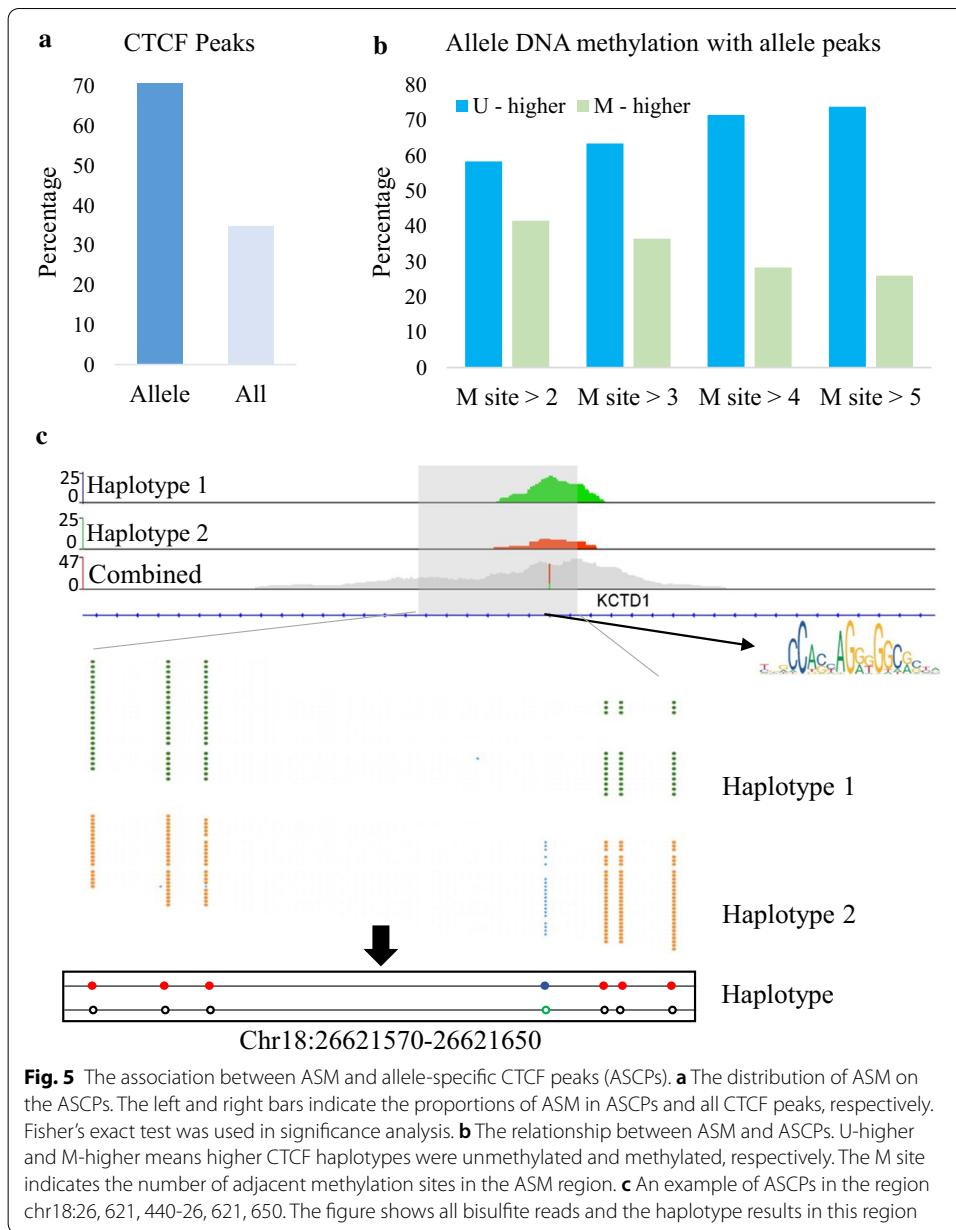 a
CTCF Peaks
70
60
50
40
30
20
10
0
Percentage
Allele All
b
Allele DNA methylation with allele peaks
80
70
60
50
40
30
20
10
0
Percentage
U - higher M - higher
M site > 2 M site > 3 M site > 4 M site > 5
c
25
0
Haplotype 1
25
0
Haplotype 2
47
0
Combined
KCTD1
Haplotype 1
Haplotype 2
Haplotype
Chr18:26621570-26621650
Fig. 5 The association between ASM and allele-specific CTCF peaks (ASCPs). a The distribution of ASM on
the ASCPs. The left and right bars indicate the proportions of ASM in ASCPs and all CTCF peaks, respectively.
Fisher's exact test was used in significance analysis. b The relationship between ASM and ASCPs. U-higher
and M-higher means higher CTCF haplotypes were unmethylated and methylated, respectively. The M site
indicates the number of adjacent methylation sites in the ASM region. c An example of ASCPs in the region
chr18:26, 621, 440-26, 621, 650. The figure shows all bisulfite reads and the haplotype results in this region